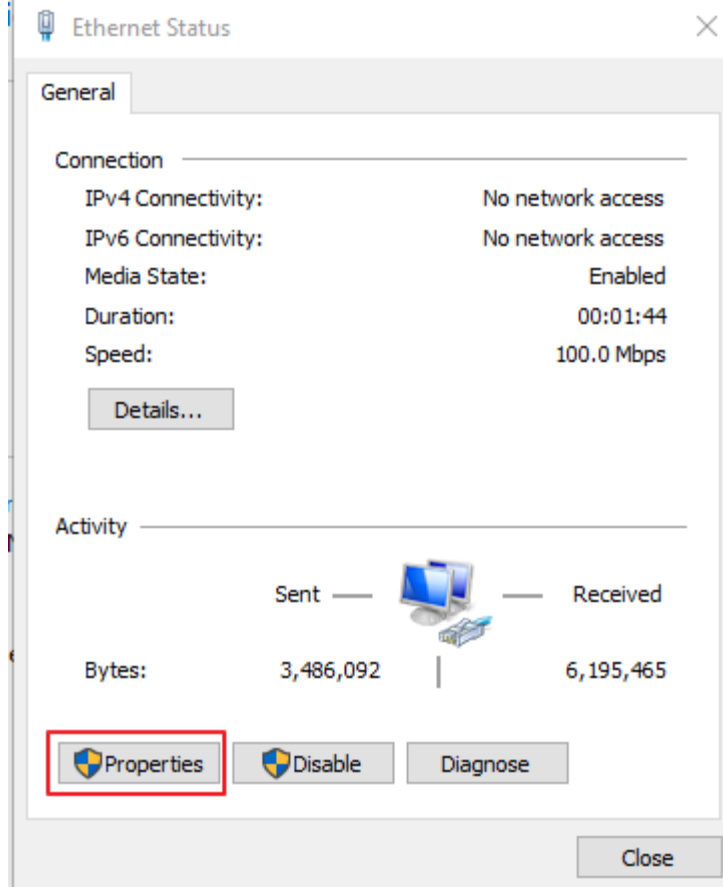 Ethernet Status
General
Connection
IPv4 Connectivity: No network access
IPv6 Connectivity: No network access
Media State: Enabled
Duration: 00:01:44
Speed: 100.0 Mbps
Details...
Activity
Sent Received
Bytes: 3,486,092 6,195,465
Properties Disable Diagnose
Close